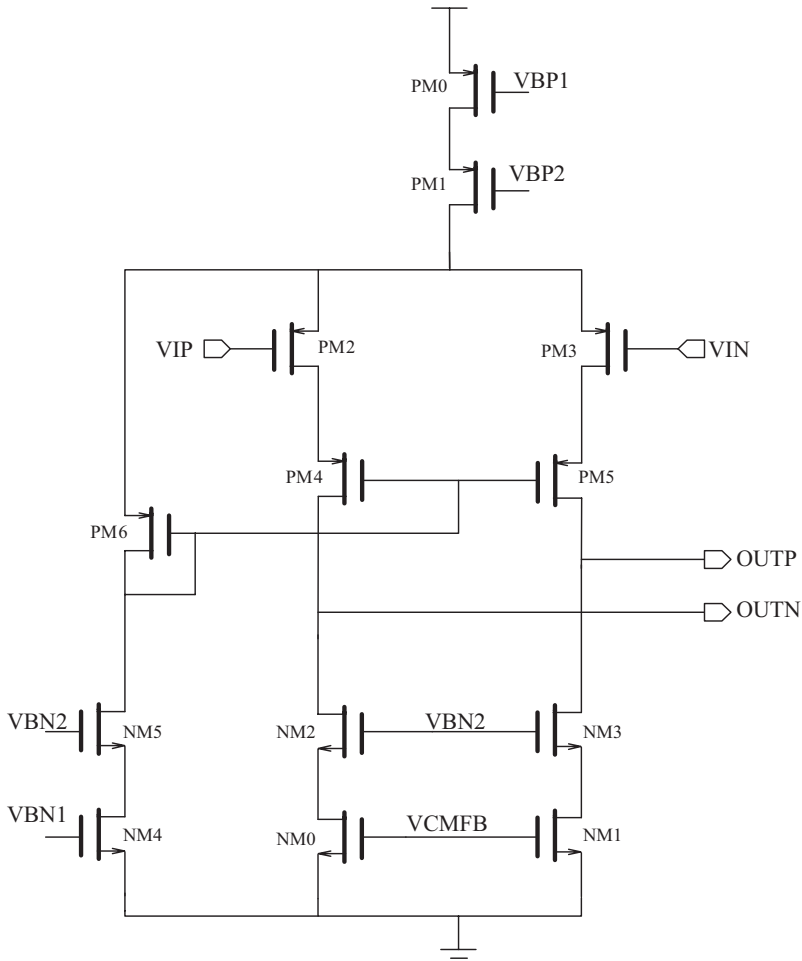 PM0
VBP1
PM1
VBP2
VIP
PM2
PM3
VIN
PM4
PM5
PM6
OUTP
OUTN
VBN2
NM5
NM2
VBN2
NM3
VBN1
NM4
NM0
VCMFB
NM1